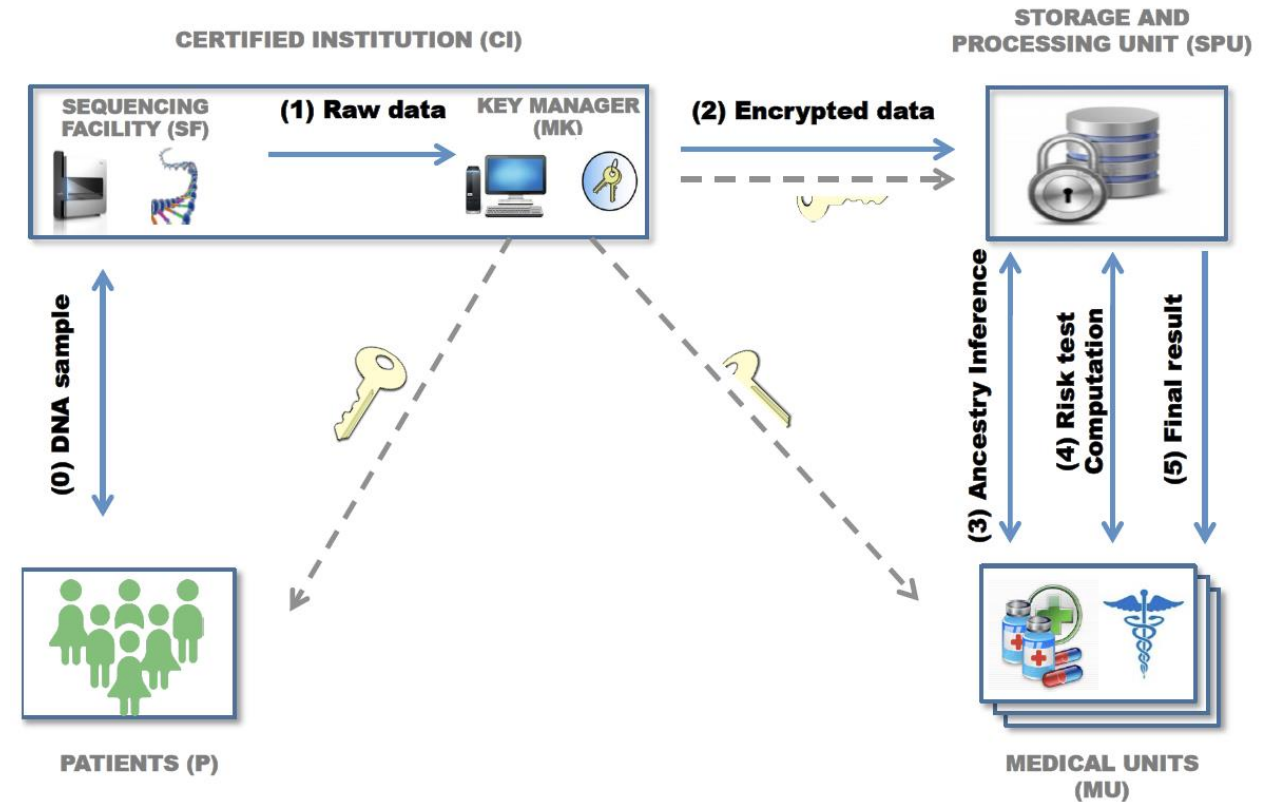 CERTIFIED INSTITUTION (CI)
STORAGE AND
PROCESSING UNIT (SPU)
SEQUENCING
FACILITY (SF)
(1) Raw data
KEY MANAGER
(MK)
(2) Encrypted data
(0) DNA sample
(3) Ancestry Inference
(4) Risk test
Computation
(5) Final result
PATIENTS (P)
MEDICAL UNITS
(MU)